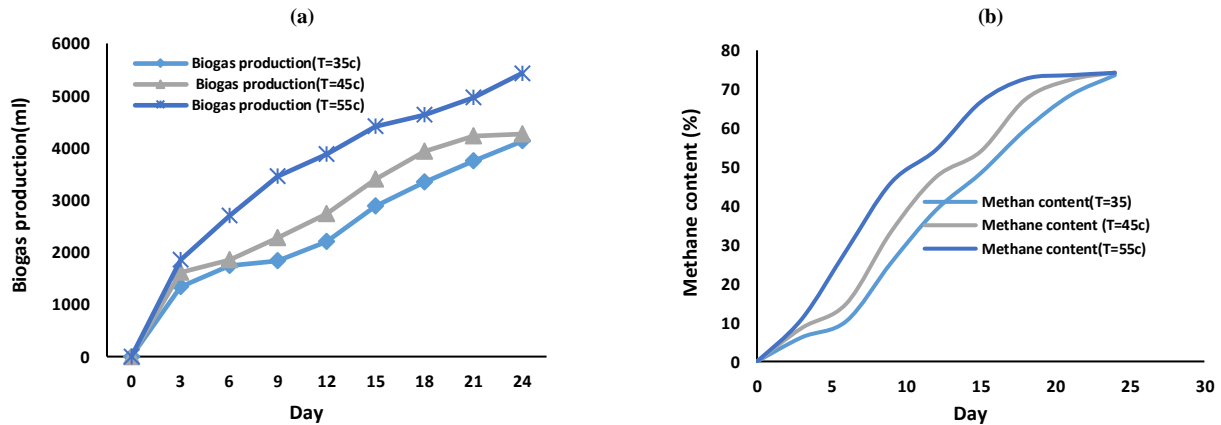 (a)
6000
5000
4000
3000
2000
1000
0
Biogas production(ml)
Biogas production(T=35c)
Biogas production(T=45c)
Biogas production (T=55c)
0 3 6 9 12 15 18 21 24
Day
(b)
80
70
60
50
40
30
20
10
0
Methane content (%)
Methan content(T=35)
Methane content (T=45c)
Methane content(T=55c)
0 5 10 15 20 25 30
Day